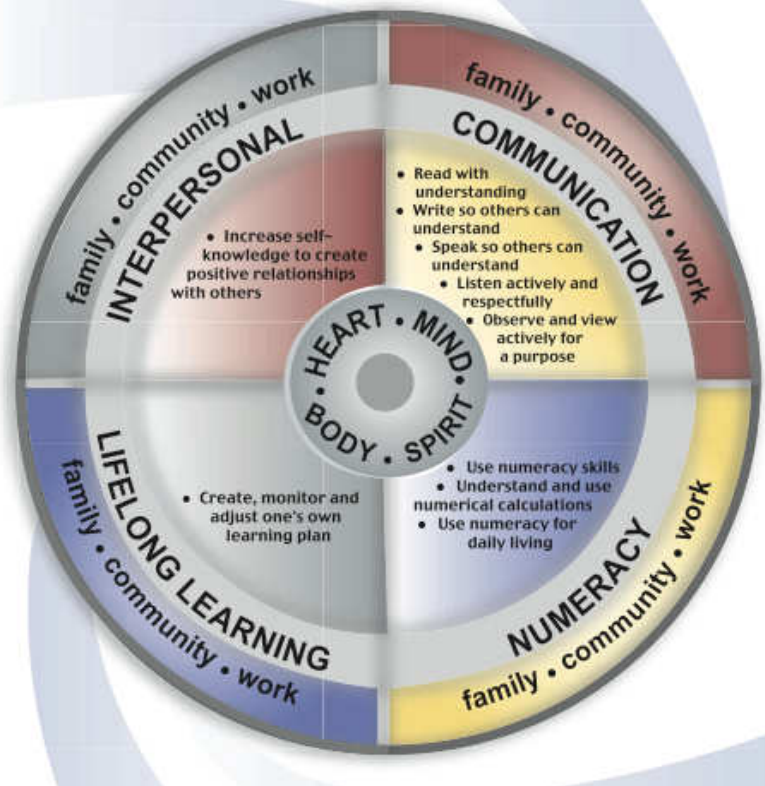 family • community • work
INTERPERSONAL
• Increase self-
knowledge to create
positive relationships
with others
family • community • work
COMMUNICATION
• Read with
understanding
• Write so others can
understand
• Speak so others can
understand
• Listen actively and
respectfully
• Observe and view
actively for
a purpose
HEART • MIND •
BODY • SPIRIT •
family • community • work
LIFELONG LEARNING
• Create, monitor and
adjust one's own
learning plan
• Use numeracy skills
• Understand and use
numerical calculations
• Use numeracy for
daily living
NUMERACY
family • community • work